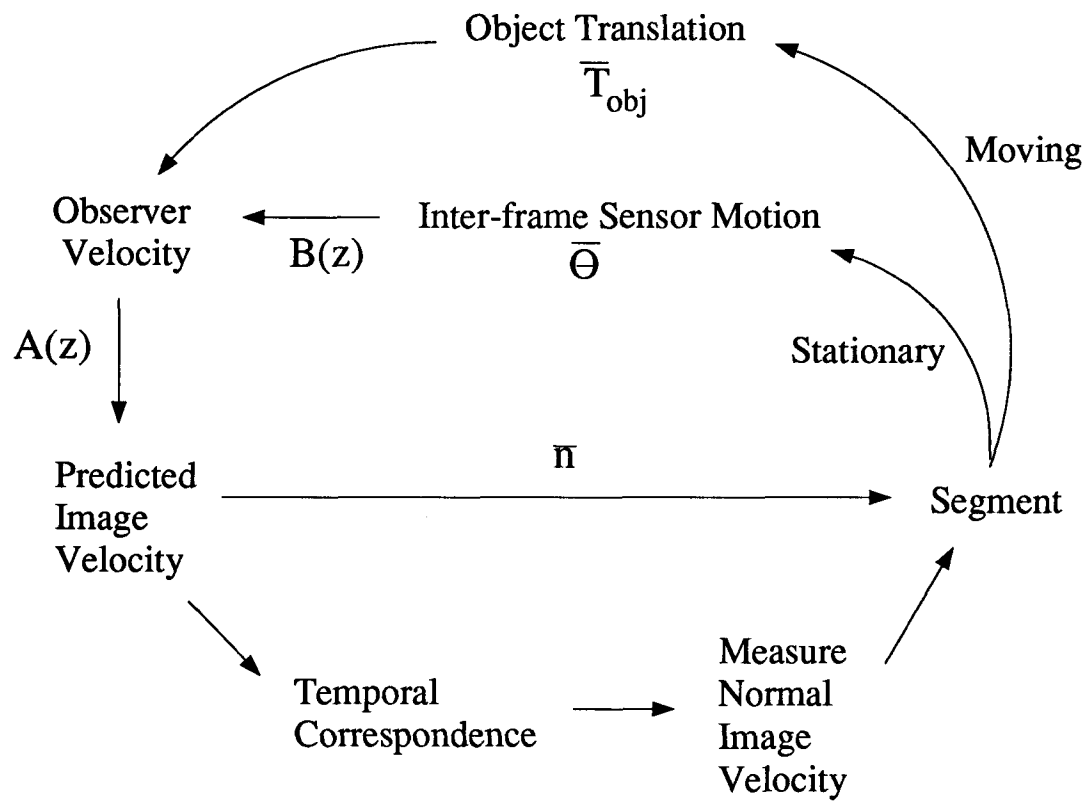 Object Translation
T̅obj
Moving
Observer
Velocity
B(z)
Inter-frame Sensor Motion
Θ̅
A(z)
Stationary
Predicted
Image
Velocity
n̅
Segment
Temporal
Correspondence
Measure
Normal
Image
Velocity